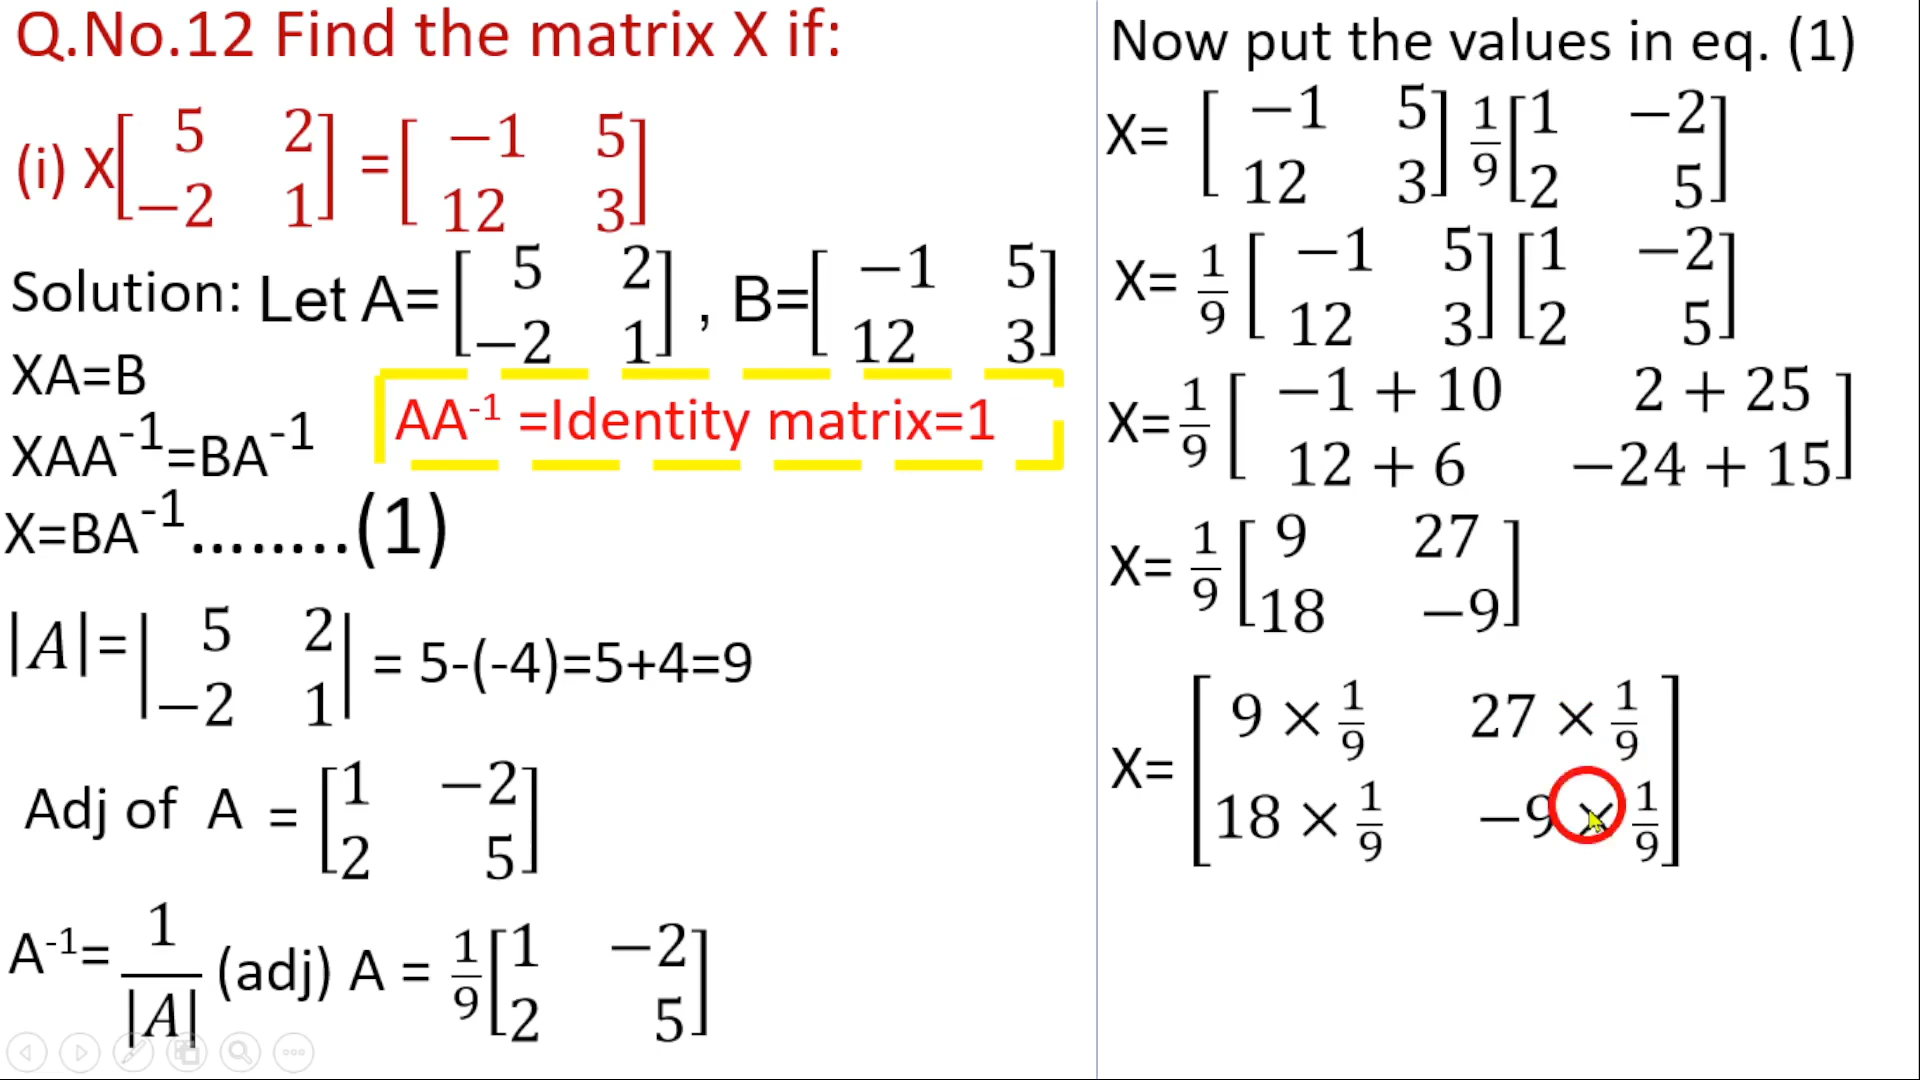 Q.No.12 Find the matrix X if:
(i) X[5 2; −2 1] = [−1 5; 12 3]
Solution: Let A=[5 2; −2 1] , B=[−1 5; 12 3]
XA=B
AA⁻¹ =Identity matrix=1
XAA⁻¹=BA⁻¹
X=BA⁻¹........(1)
|A|=|5 2; −2 1| = 5-(-4)=5+4=9
Adj of A = [1 −2; 2 5]
A⁻¹= 1/|A| (adj) A = 1/9[1 −2; 2 5]
Now put the values in eq. (1)
X= [−1 5; 12 3] 1/9[1 −2; 2 5]
X= 1/9 [−1 5; 12 3] [1 −2; 2 5]
X= 1/9 [−1 + 10 2 + 25; 12 + 6 −24 + 15]
X= 1/9 [9 27; 18 −9]
X= [9 × 1/9 27 × 1/9; 18 × 1/9 −9 × 1/9]